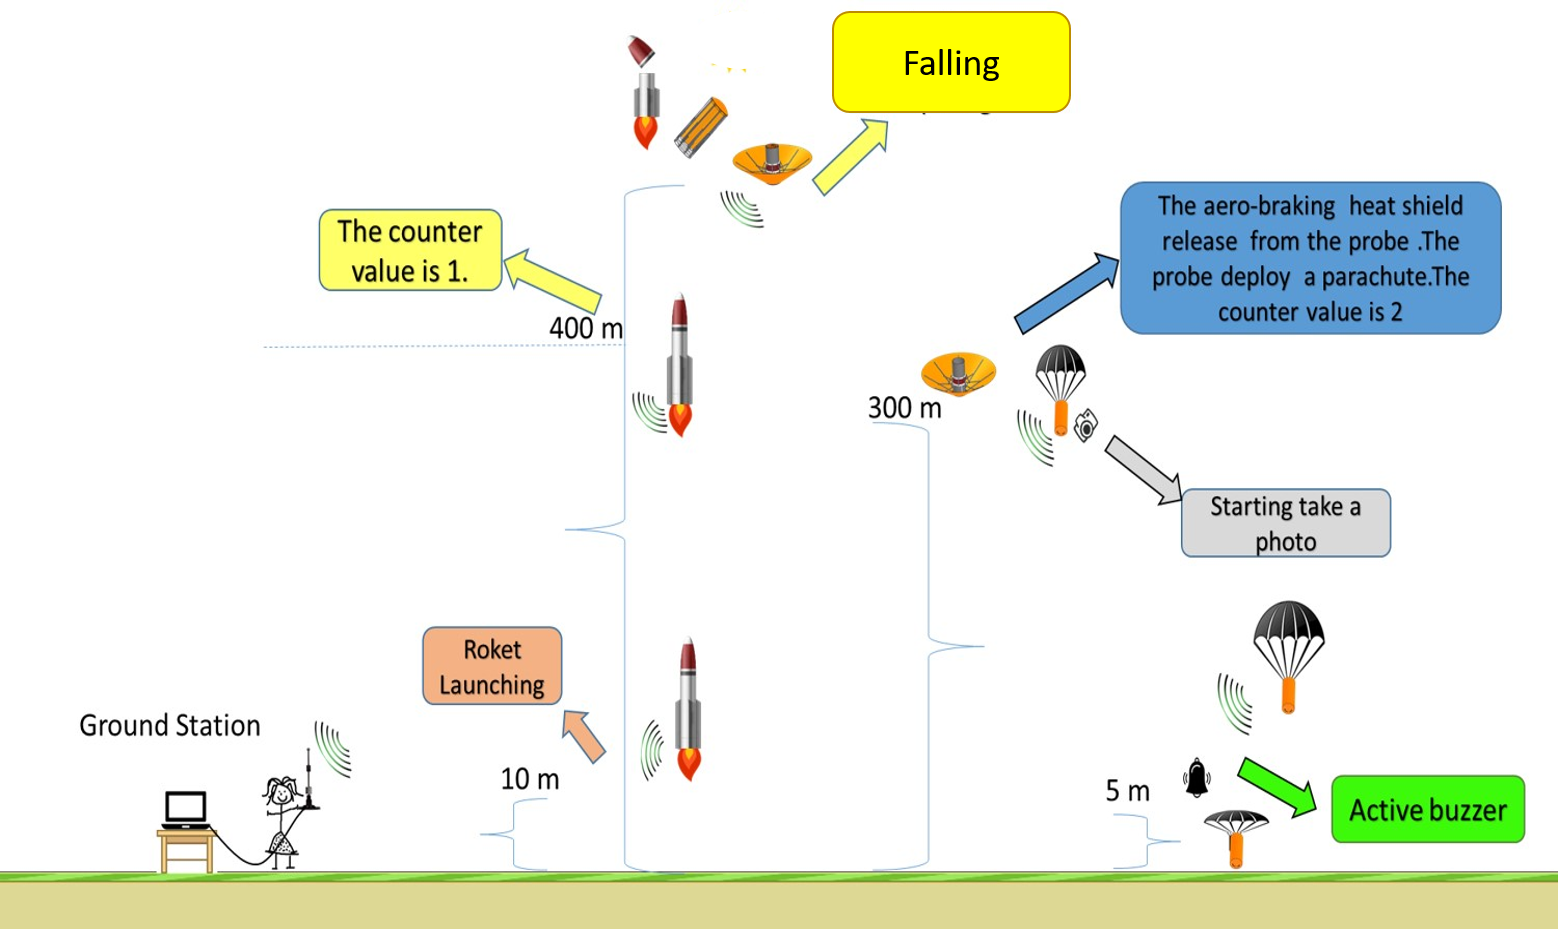 Falling
The counter
value is 1.
400 m
The aero-braking heat shield
release from the probe .The
probe deploy a parachute.The
counter value is 2
300 m
Starting take a
photo
Roket
Launching
Ground Station
10 m
5 m
Active buzzer